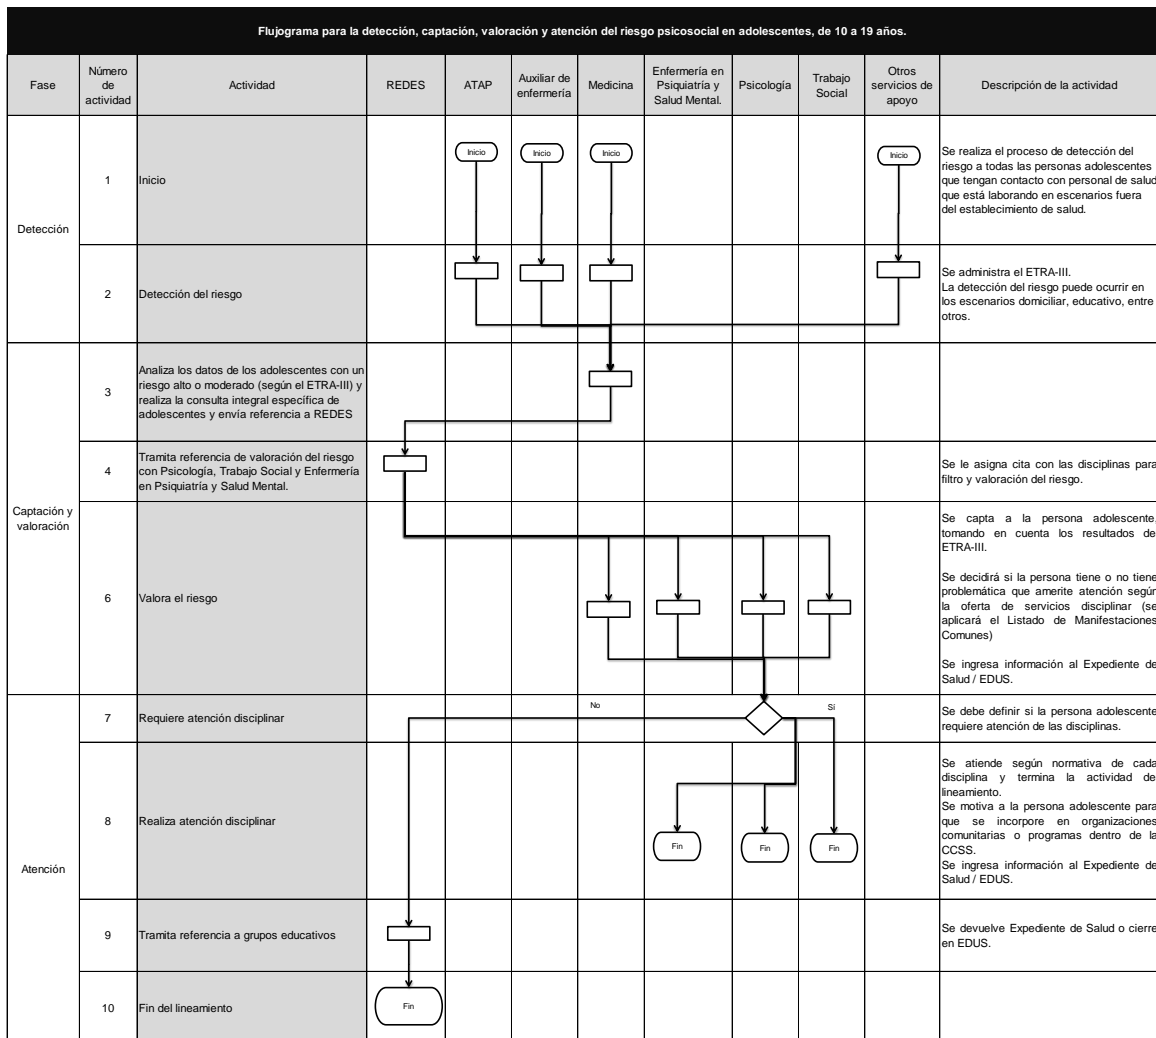 Flujograma para la detección, captación, valoración y atención del riesgo psicosocial en adolescentes, de 10 a 19 años.
Fase
Número
de
actividad
Actividad
REDES
ATAP
Auxiliar de
enfermería
Medicina
Enfermería en
Psiquiatría y
Salud Mental.
Psicología
Trabajo
Social
Otros
servicios de
apoyo
Descripción de la actividad
Detección
1
Inicio
Inicio
Inicio
Inicio
Inicio
Se realiza el proceso de detección del
riesgo a todas las personas adolescentes
que tengan contacto con personal de salud
que está laborando en escenarios fuera
del establecimiento de salud.
2
Detección del riesgo
Se administra el ETRA-III.
La detección del riesgo puede ocurrir en
los escenarios domiciliar, educativo, entre
otros.
Captación y
valoración
3
Analiza los datos de los adolescentes con un
riesgo alto o moderado (según el ETRA-III) y
realiza la consulta integral específica de
adolescentes y envía referencia a REDES
4
Tramita referencia de valoración del riesgo
con Psicología, Trabajo Social y Enfermería
en Psiquiatría y Salud Mental.
Se le asigna cita con las disciplinas para
filtro y valoración del riesgo.
6
Valora el riesgo
Se capta a la persona adolescente,
tomando en cuenta los resultados de
ETRA-III.
Se decidirá si la persona tiene o no tiene
problemática que amerite atención según
la oferta de servicios disciplinar (se
aplicará el Listado de Manifestaciones
Comunes)
Se ingresa información al Expediente de
Salud / EDUS.
Atención
7
Requiere atención disciplinar
No
Si
Se debe definir si la persona adolescente
requiere atención de las disciplinas.
8
Realiza atención disciplinar
Fin
Fin
Fin
Se atiende según normativa de cada
disciplina y termina la actividad de
lineamiento.
Se motiva a la persona adolescente para
que se incorpore en organizaciones
comunitarias o programas dentro de la
CCSS.
Se ingresa información al Expediente de
Salud / EDUS.
9
Tramita referencia a grupos educativos
Se devuelve Expediente de Salud o cierre
en EDUS.
10
Fin del lineamiento
Fin